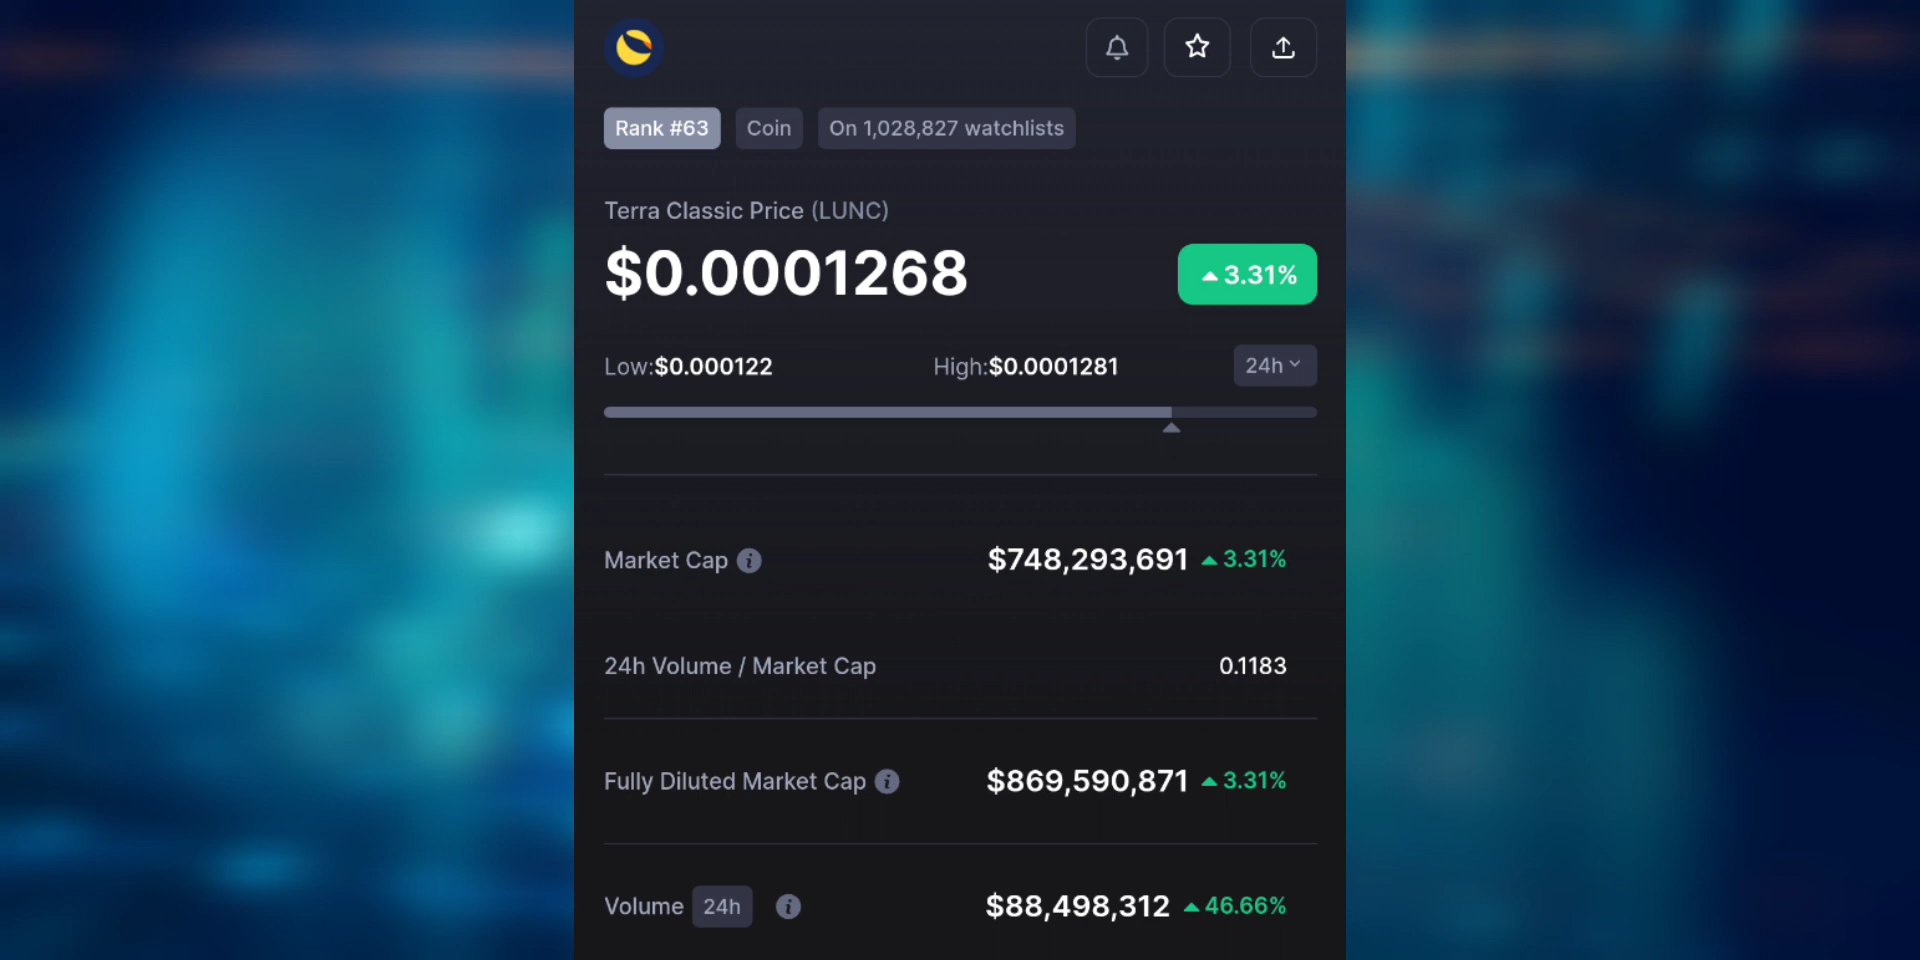 Rank #63 Coin On 1,028,827 watchlists
Terra Classic Price (LUNC)
$0.0001268 3.31%
Low:$0.000122 High:$0.0001281 24h
Market Cap $748,293,691 3.31%
24h Volume / Market Cap 0.1183
Fully Diluted Market Cap $869,590,871 3.31%
Volume 24h $88,498,312 46.66%